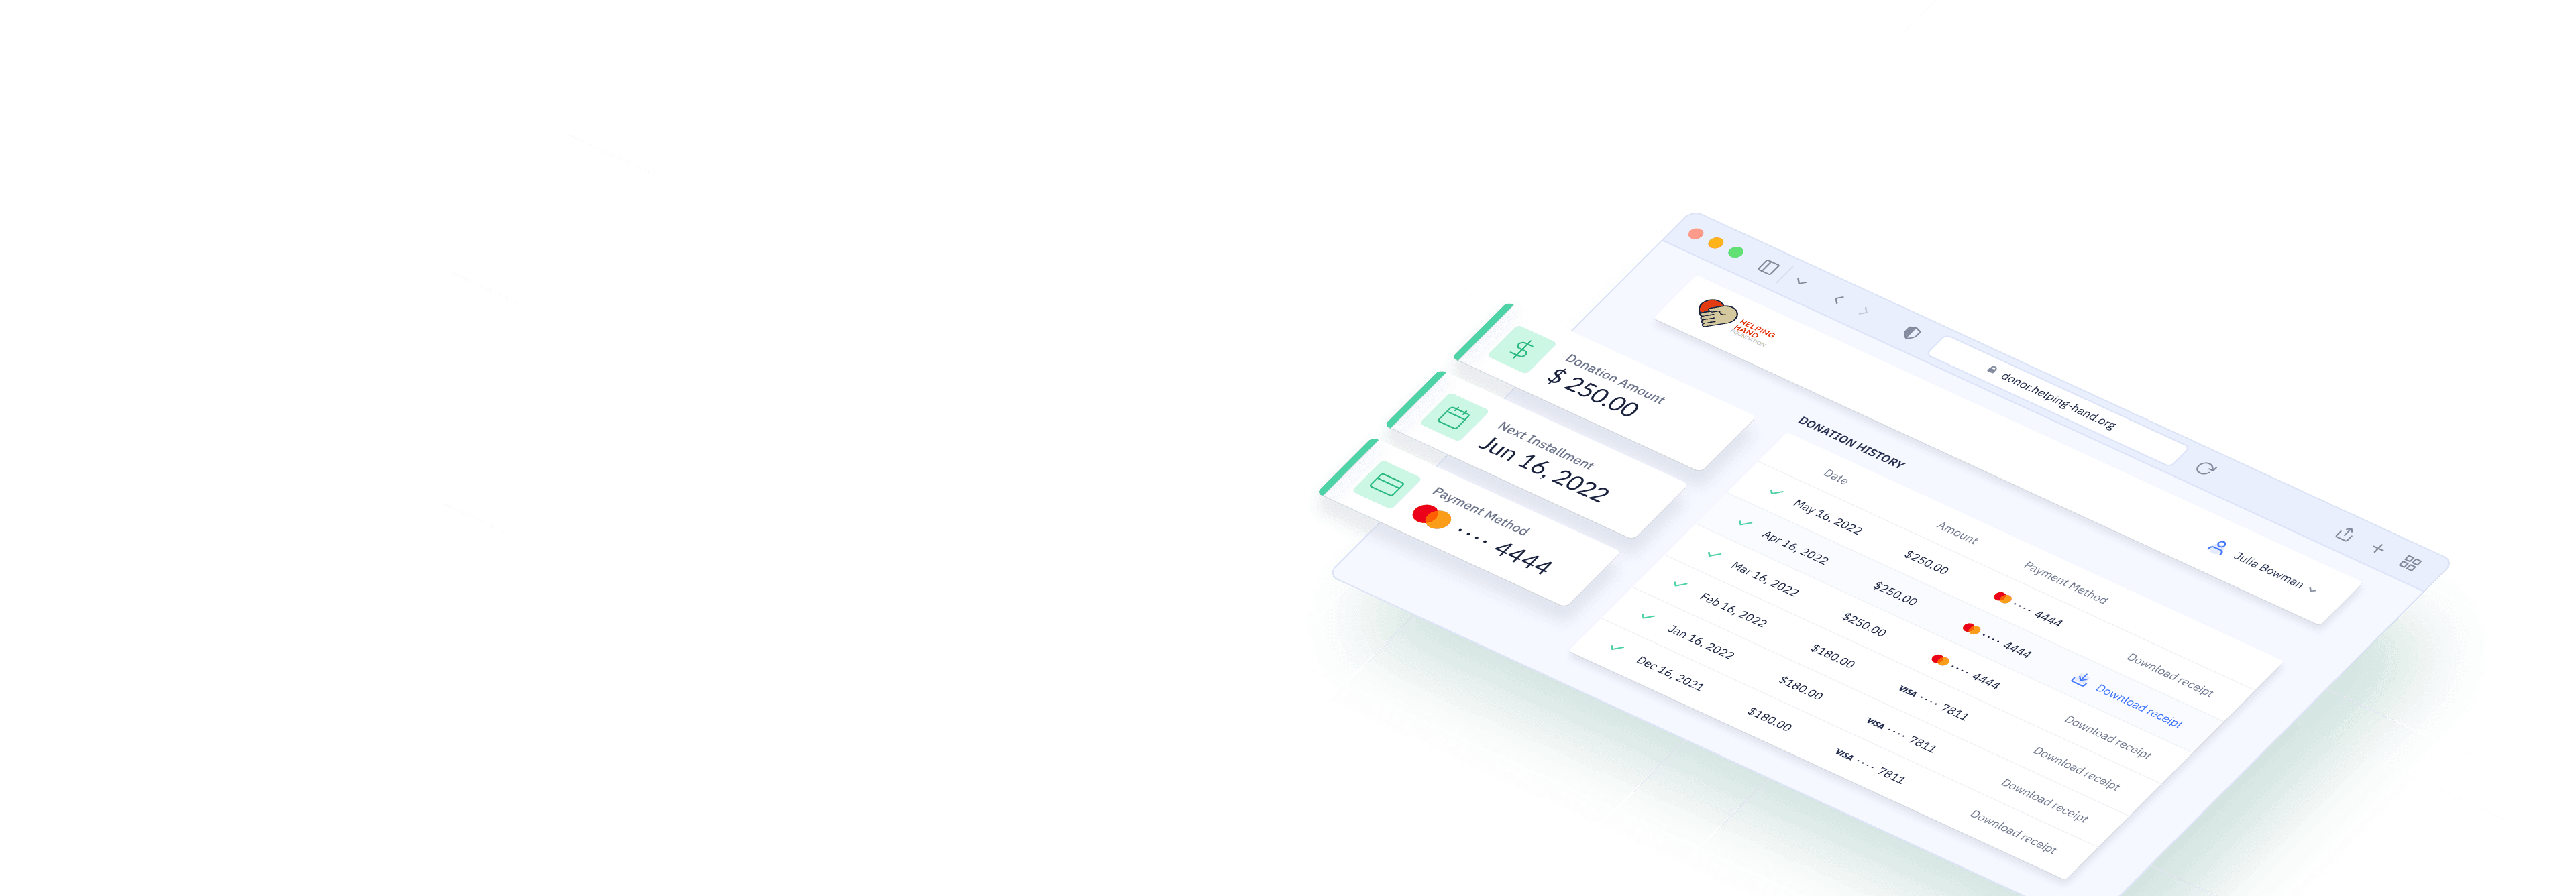 donor.helping-hand.org
HELPING
HAND
FOUNDATION
Julia Bowman
Donation Amount
$ 250.00
Next Installment
Jun 16, 2022
Payment Method
···· 4444
DONATION HISTORY
Date Amount Payment Method
May 16, 2022 $250.00 ···· 4444 Download receipt
Apr 16, 2022 $250.00 ···· 4444 Download receipt
Mar 16, 2022 $250.00 ···· 4444 Download receipt
Feb 16, 2022 $180.00 VISA ···· 7811 Download receipt
Jan 16, 2022 $180.00 VISA ···· 7811 Download receipt
Dec 16, 2021 $180.00 VISA ···· 7811 Download receipt